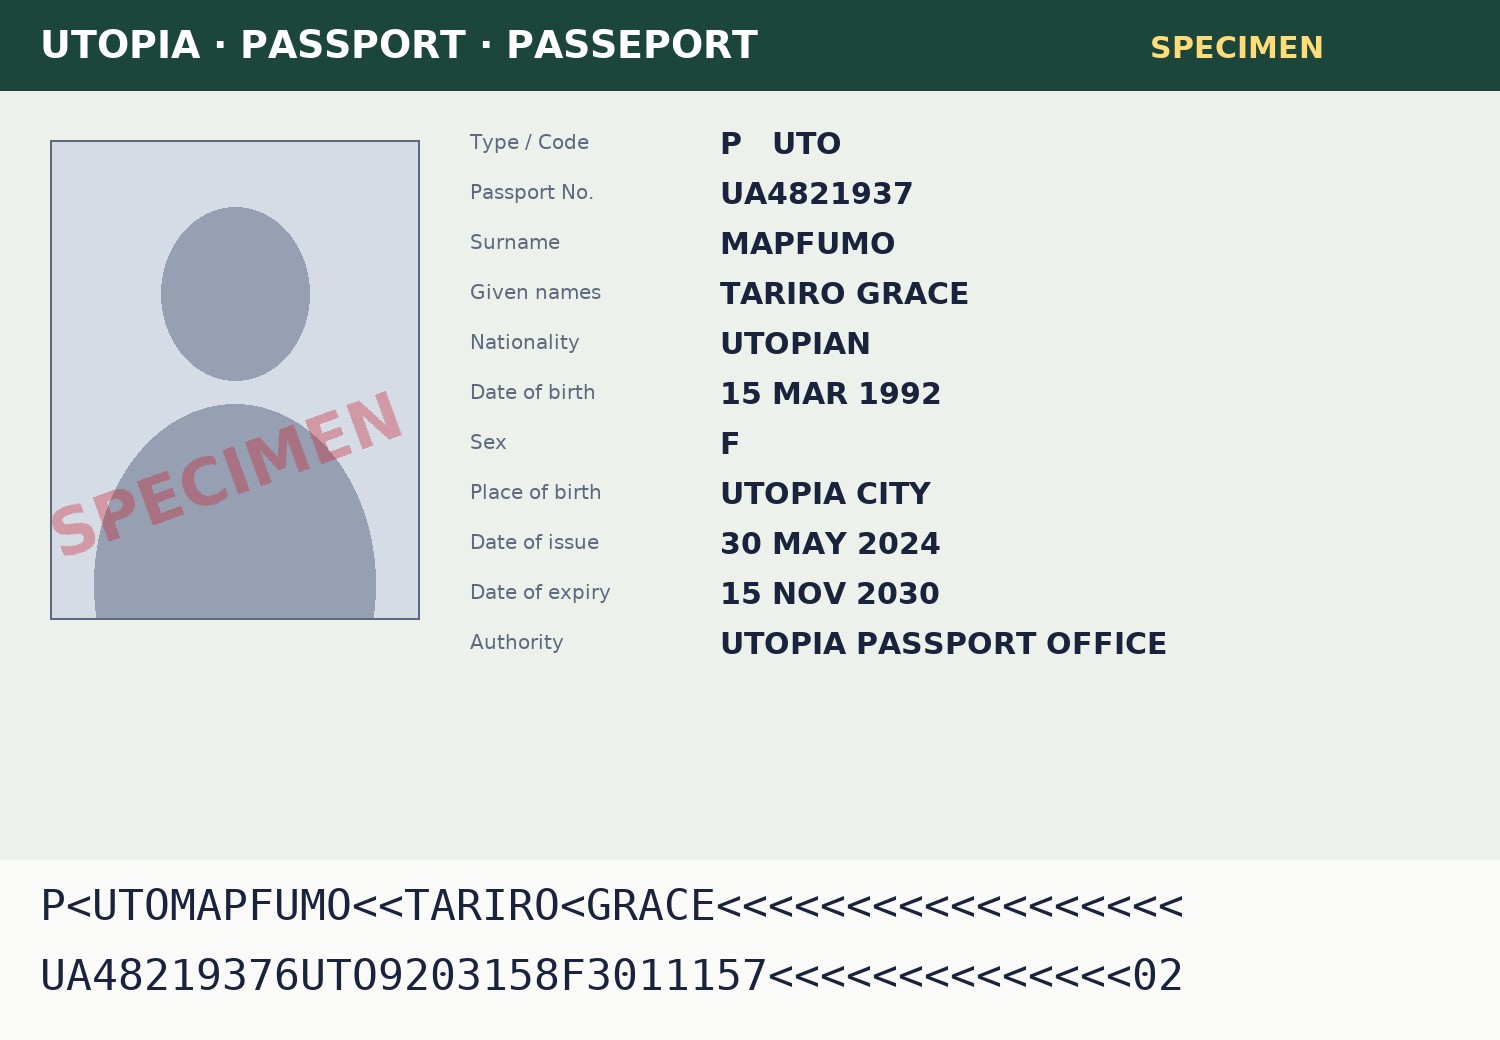 UTOPIA · PASSPORT · PASSEPORT SPECIMEN
Type / Code P UTO
Passport No. UA4821937
Surname MAPFUMO
Given names TARIRO GRACE
Nationality UTOPIAN
Date of birth 15 MAR 1992
Sex F
Place of birth UTOPIA CITY
Date of issue 30 MAY 2024
Date of expiry 15 NOV 2030
Authority UTOPIA PASSPORT OFFICE
SPECIMEN
P<UTOMAPFUMO<<TARIRO<GRACE<<<<<<<<<<<<<<<<<<
UA48219376UTO9203158F3011157<<<<<<<<<<<<<<02